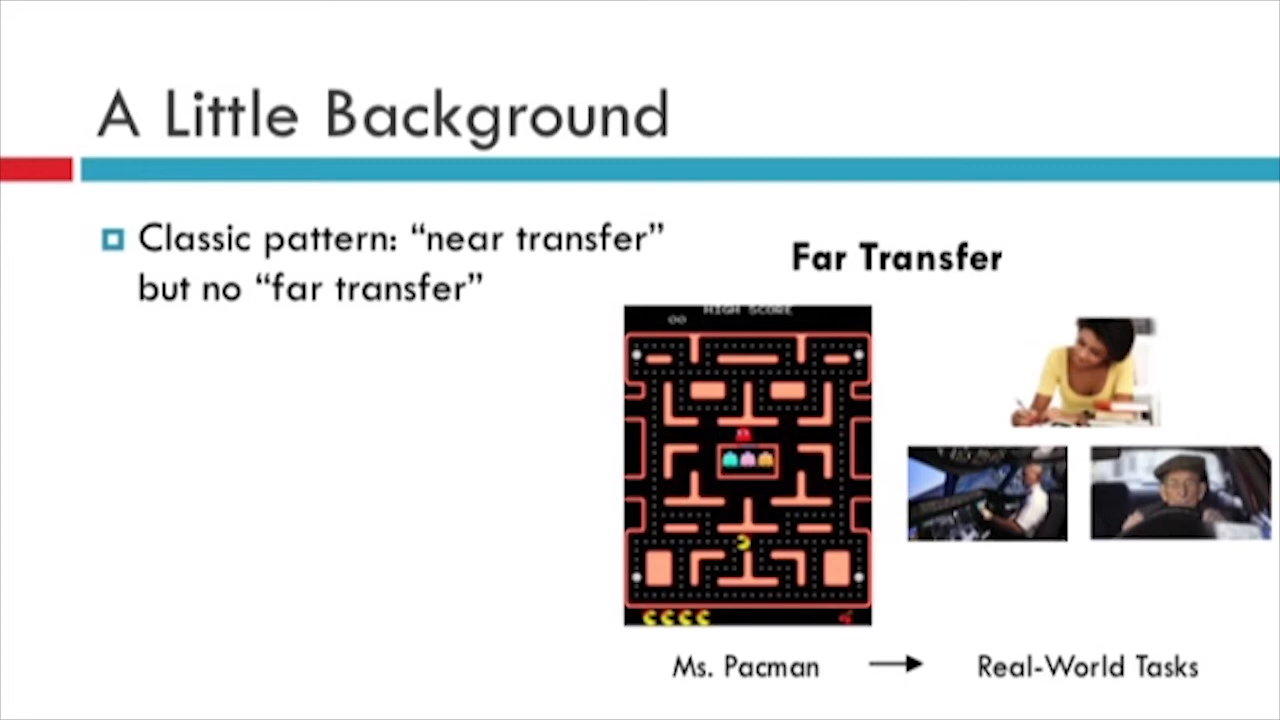 A Little Background
Classic pattern: “near transfer”
but no “far transfer”
Far Transfer
HIGH SCORE
00
Ms. Pacman
Real-World Tasks